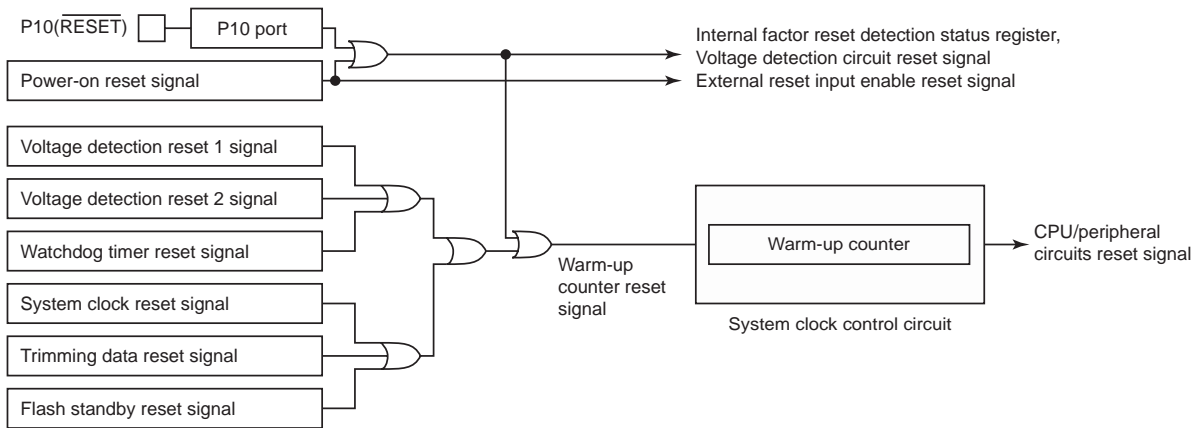 P10(RESET)
P10 port
Internal factor reset detection status register,
Voltage detection circuit reset signal
Power-on reset signal
External reset input enable reset signal
Voltage detection reset 1 signal
Voltage detection reset 2 signal
Watchdog timer reset signal
System clock reset signal
Trimming data reset signal
Flash standby reset signal
Warm-up
counter reset
signal
Warm-up counter
System clock control circuit
CPU/peripheral
circuits reset signal